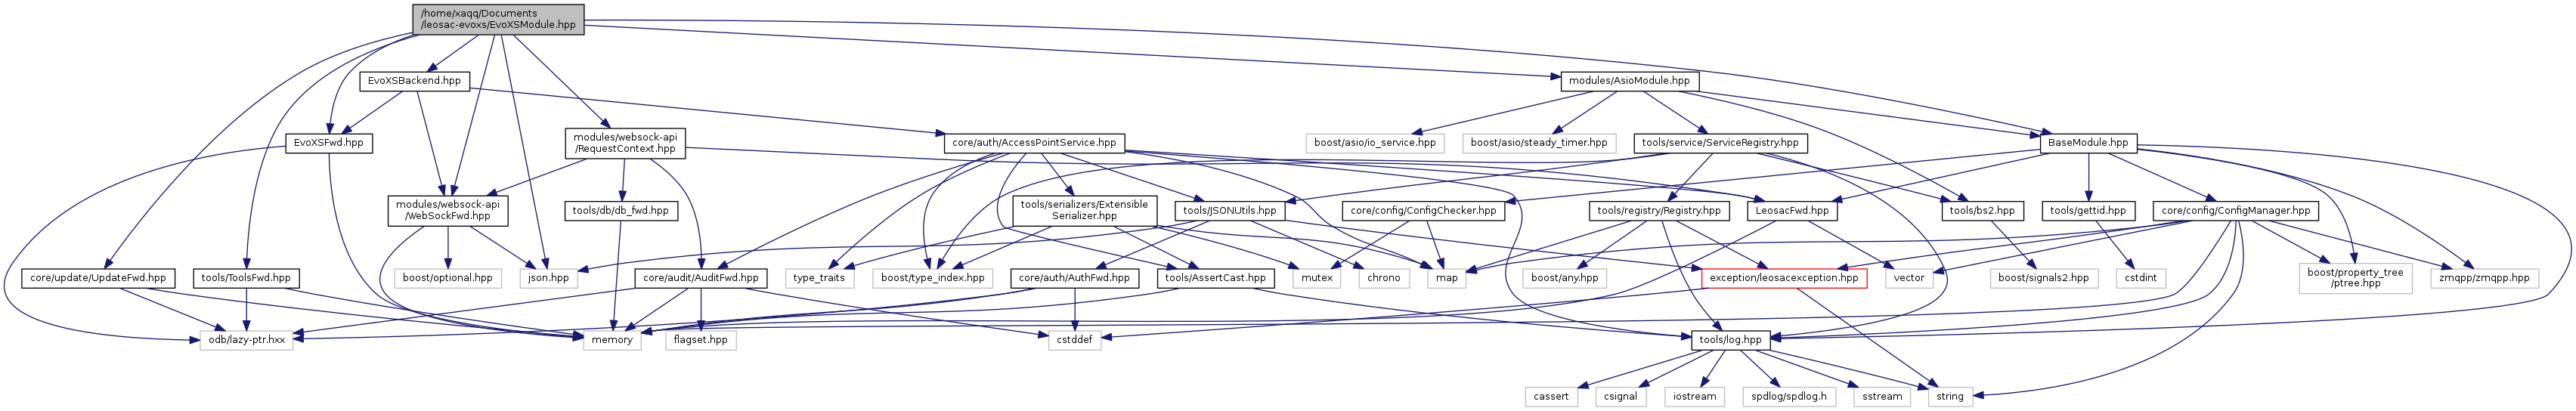 /home/xaqq/Documents
/leosac-evoxs/EvoXSModule.hpp
EvoXSBackend.hpp
modules/AsioModule.hpp
EvoXSFwd.hpp
modules/websock-api
/RequestContext.hpp
core/auth/AccessPointService.hpp
boost/asio/io_service.hpp
boost/asio/steady_timer.hpp
tools/service/ServiceRegistry.hpp
BaseModule.hpp
modules/websock-api
/WebSockFwd.hpp
tools/db/db_fwd.hpp
tools/serializers/Extensible
Serializer.hpp
tools/JSONUtils.hpp
core/config/ConfigChecker.hpp
tools/registry/Registry.hpp
LeosacFwd.hpp
tools/bs2.hpp
tools/gettid.hpp
core/config/ConfigManager.hpp
core/update/UpdateFwd.hpp
tools/ToolsFwd.hpp
boost/optional.hpp
json.hpp
core/audit/AuditFwd.hpp
type_traits
boost/type_index.hpp
core/auth/AuthFwd.hpp
tools/AssertCast.hpp
mutex
chrono
map
boost/any.hpp
exception/leosacexception.hpp
vector
boost/signals2.hpp
cstdint
boost/property_tree
/ptree.hpp
zmqpp/zmqpp.hpp
odb/lazy-ptr.hxx
memory
flagset.hpp
cstddef
tools/log.hpp
cassert
csignal
iostream
spdlog/spdlog.h
sstream
string